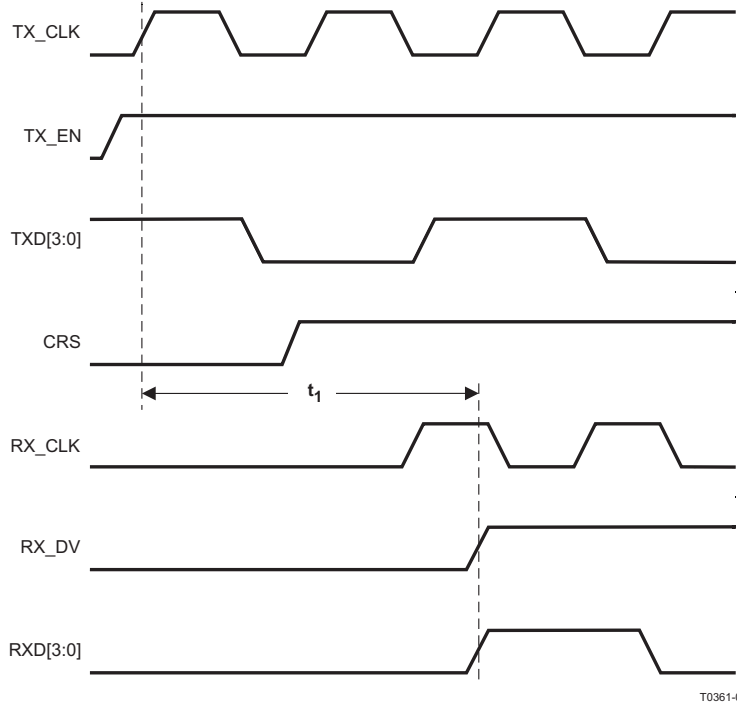 TX_CLK
TX_EN
TXD[3:0]
CRS
t1
RX_CLK
RX_DV
RXD[3:0]